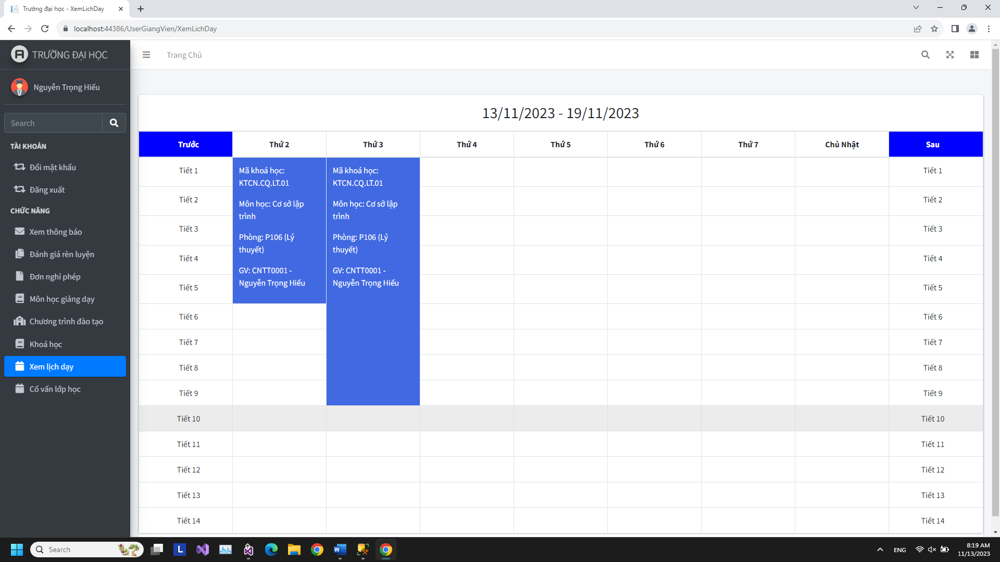 Trường đại học - XemLichDay
localhost:44386/UserGiangVien/XemLichDay
TRƯỜNG ĐẠI HỌC
Trang Chủ
Nguyễn Trọng Hiếu
Search
TÀI KHOẢN
Đổi mật khẩu
Đăng xuất
CHỨC NĂNG
Xem thông báo
Đánh giá rèn luyện
Đơn nghỉ phép
Môn học giảng dạy
Chương trình đào tạo
Khoá học
Xem lịch dạy
Cố vấn lớp học
13/11/2023 - 19/11/2023
Trước Thứ 2 Thứ 3 Thứ 4 Thứ 5 Thứ 6 Thứ 7 Chủ Nhật Sau
Mã khoá học:
KTCN.CQ.LT.01
Môn học: Cơ sở lập
trình
Phòng: P106 (Lý
thuyết)
GV: CNTT0001 -
Nguyễn Trọng Hiếu
Mã khoá học:
KTCN.CQ.LT.01
Môn học: Cơ sở lập
trình
Phòng: P106 (Lý
thuyết)
GV: CNTT0001 -
Nguyễn Trọng Hiếu
Tiết 1 Tiết 1
Tiết 2 Tiết 2
Tiết 3 Tiết 3
Tiết 4 Tiết 4
Tiết 5 Tiết 5
Tiết 6 Tiết 6
Tiết 7 Tiết 7
Tiết 8 Tiết 8
Tiết 9 Tiết 9
Tiết 10 Tiết 10
Tiết 11 Tiết 11
Tiết 12 Tiết 12
Tiết 13 Tiết 13
Tiết 14 Tiết 14
Search
L
ENG
8:19 AM
11/13/2023